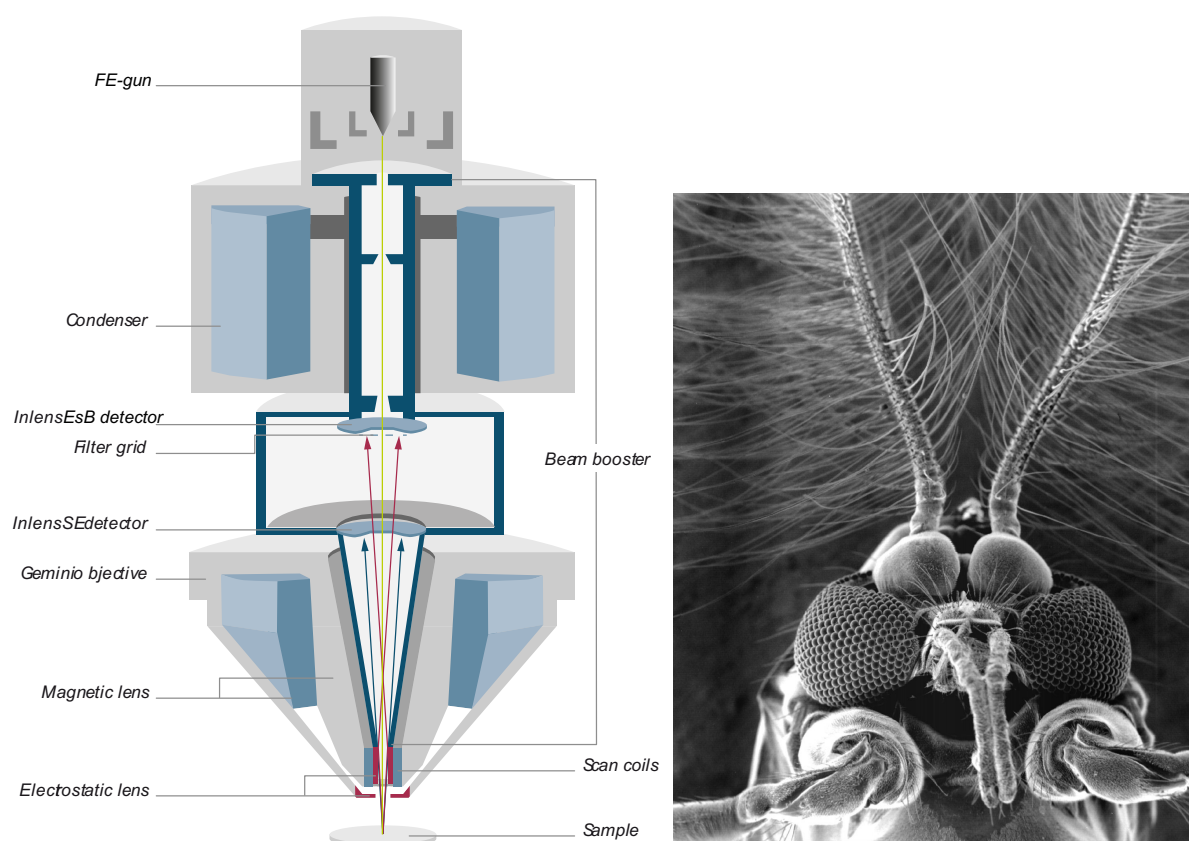 FE-gun
Condenser
InlensEsB detector
Filter grid
Beam booster
InlensSEdetector
Geminio bjective
Magnetic lens
Scan coils
Electrostatic lens
Sample